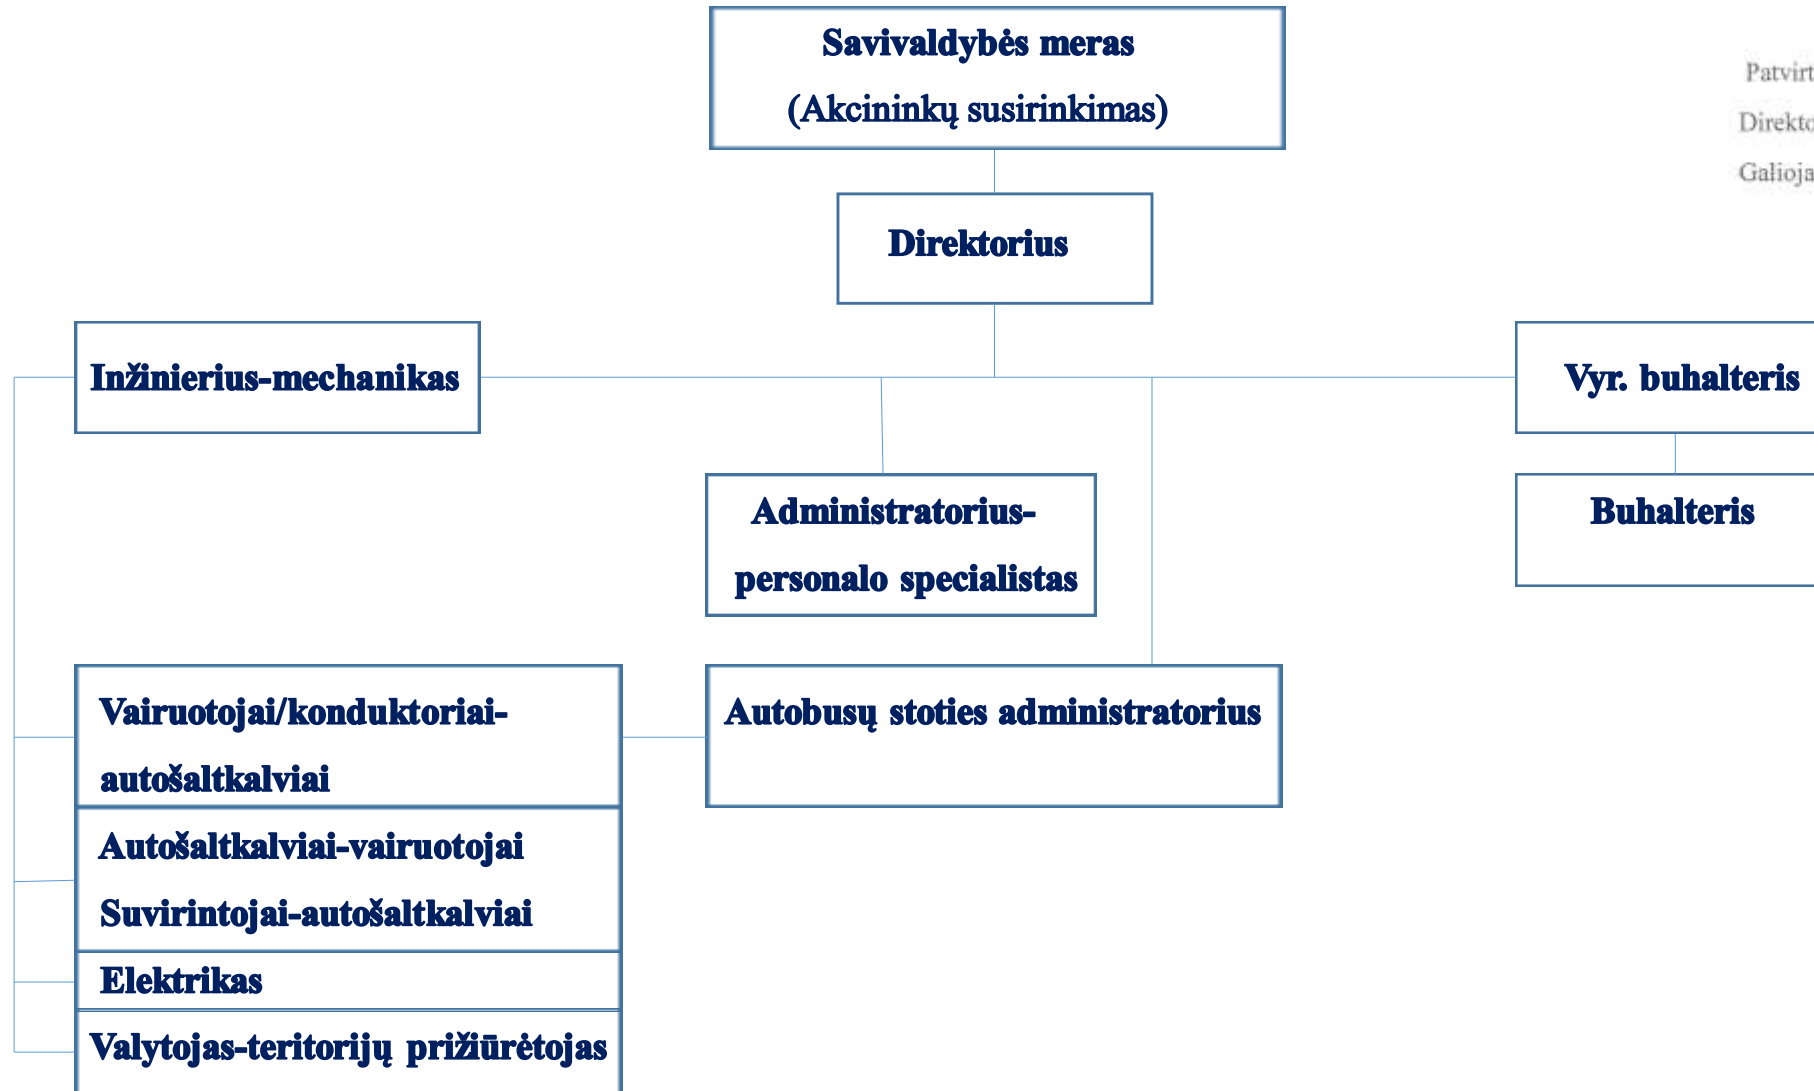 Savivaldybės meras
(Akcininkų susirinkimas)
Direktorius
Inžinierius-mechanikas
Vyr. buhalteris
Administratorius-
personalo specialistas
Buhalteris
Vairuotojai/konduktoriai-
autošaltkalviai
Autobusų stoties administratorius
Autošaltkalviai-vairuotojai
Suvirintojai-autošaltkalviai
Elektrikas
Valytojas-teritorijų prižiūrėtojas
Galioja